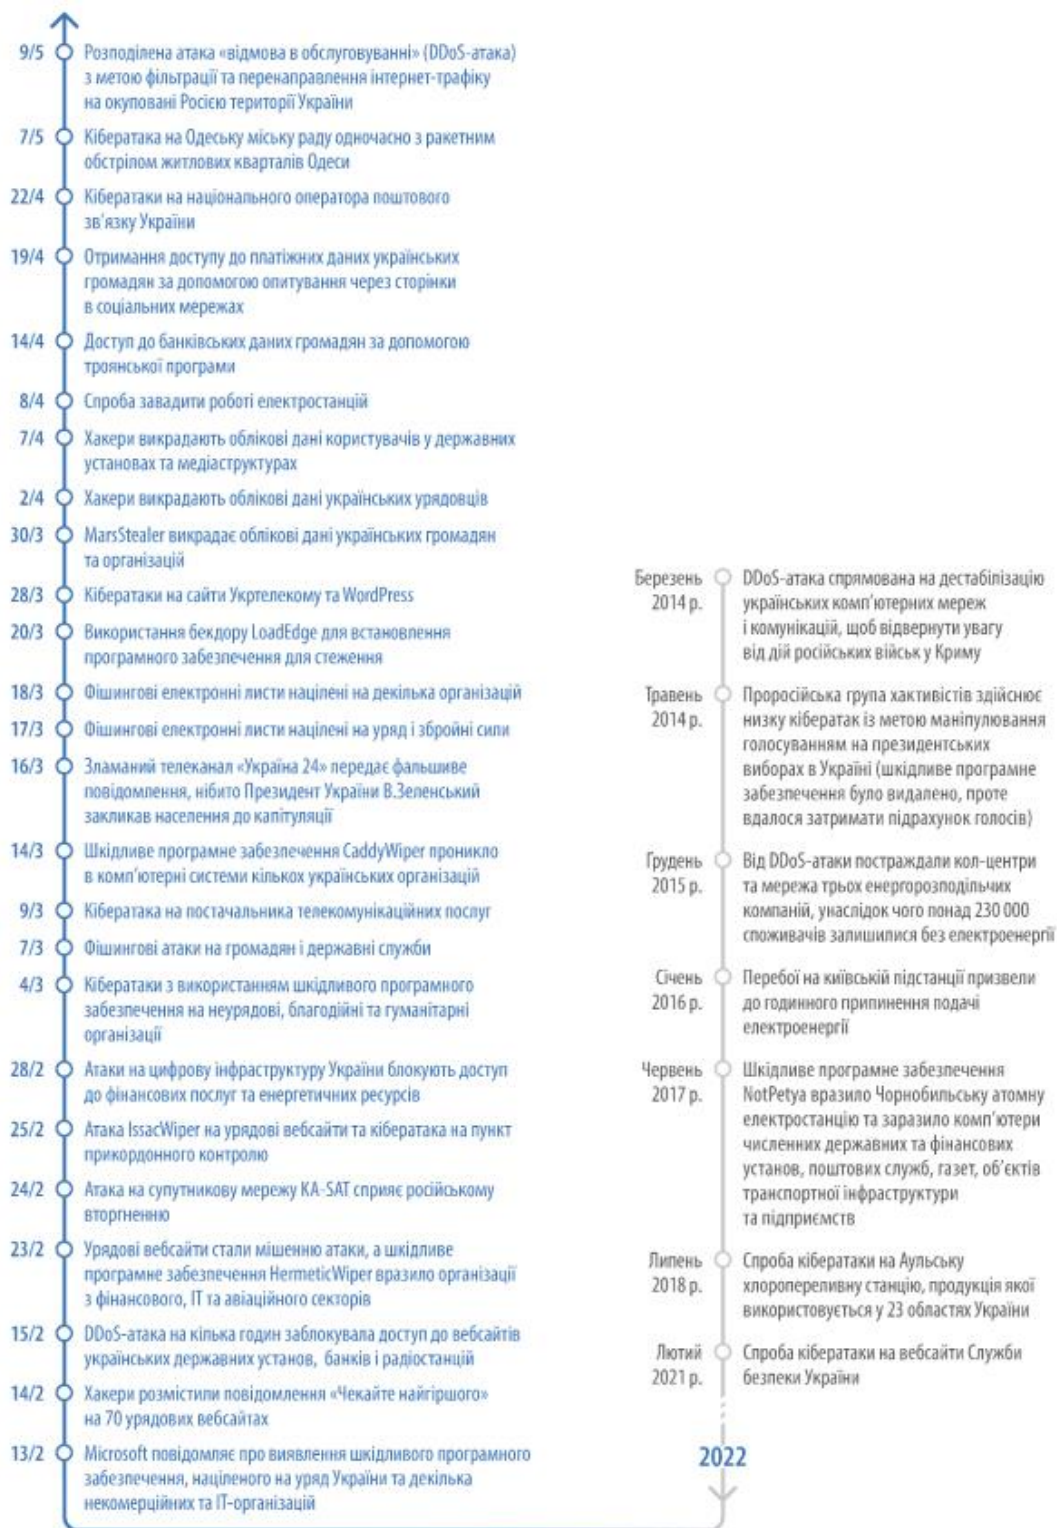 9/5 Розподілена атака «відмова в обслуговуванні» (DDoS-атака)
з метою фільтрації та перенаправлення інтернет-трафіку
на окуповані Росією території України
7/5 Кібератака на Одеську міську раду одночасно з ракетним
обстрілом житлових кварталів Одеси
22/4 Кібератаки на національного оператора поштового
зв'язку України
19/4 Отримання доступу до платіжних даних українських
громадян за допомогою опитування через сторінки
в соціальних мережах
14/4 Доступ до банківських даних громадян за допомогою
троянської програми
8/4 Спроба завадити роботі електростанцій
7/4 Хакери викрадають облікові дані користувачів у державних
установах та медіаструктурах
2/4 Хакери викрадають облікові дані українських урядовців
30/3 MarsStealer викрадає облікові дані українських громадян
та організацій
28/3 Кібератаки на сайти Укртелекому та WordPress
20/3 Використання бекдору LoadEdge для встановлення
програмного забезпечення для стеження
18/3 Фішингові електронні листи націлені на декілька організацій
17/3 Фішингові електронні листи націлені на уряд і збройні сили
16/3 Зламаний телеканал «Україна 24» передає фальшиве
повідомлення, нібито Президент України В.Зеленський
закликав населення до капітуляції
14/3 Шкідливе програмне забезпечення CaddyWiper проникло
в комп'ютерні системи кількох українських організацій
9/3 Кібератака на постачальника телекомунікаційних послуг
7/3 Фішингові атаки на громадян і державні служби
4/3 Кібератаки з використанням шкідливого програмного
забезпечення на неурядові, благодійні та гуманітарні
організації
28/2 Атаки на цифрову інфраструктуру України блокують доступ
до фінансових послуг та енергетичних ресурсів
25/2 Атака IssacWiper на урядові вебсайти та кібератака на пункт
прикордонного контролю
24/2 Атака на супутникову мережу KA-SAT сприяє російському
вторгненню
23/2 Урядові вебсайти стали мішенню атаки, а шкідливе
програмне забезпечення HermeticWiper вразило організації
з фінансового, ІТ та авіаційного секторів
15/2 DDoS-атака на кілька годин заблокувала доступ до вебсайтів
українських державних установ, банків і радіостанцій
14/2 Хакери розмістили повідомлення «Чекайте найгіршого»
на 70 урядових вебсайтах
13/2 Microsoft повідомляє про виявлення шкідливого програмного
забезпечення, націленого на уряд України та декілька
некомерційних та ІТ-організацій
Березень DDoS-атака спрямована на дестабілізацію
2014 р. українських комп'ютерних мереж
і комунікацій, щоб відвернути увагу
від дій російських військ у Криму
Травень Проросійська група хактивістів здійснює
2014 р. низку кібератак із метою маніпулювання
голосуванням на президентських
виборах в Україні (шкідливе програмне
забезпечення було видалено, проте
вдалося затримати підрахунок голосів)
Грудень Від DDoS-атаки постраждали кол-центри
2015 р. та мережа трьох енергорозподільчих
компаній, унаслідок чого понад 230 000
споживачів залишилися без електроенергії
Січень Перебої на київській підстанції призвели
2016 р. до годинного припинення подачі
електроенергії
Червень Шкідливе програмне забезпечення
2017 р. NotPetya вразило Чорнобильську атомну
електростанцію та заразило комп'ютери
численних державних та фінансових
установ, поштових служб, газет, об'єктів
транспортної інфраструктури
та підприємств
Липень Спроба кібератаки на Аульську
2018 р. хлоропереливну станцію, продукція якої
використовується у 23 областях України
Лютий Спроба кібератаки на вебсайти Служби
2021 р. безпеки України
2022